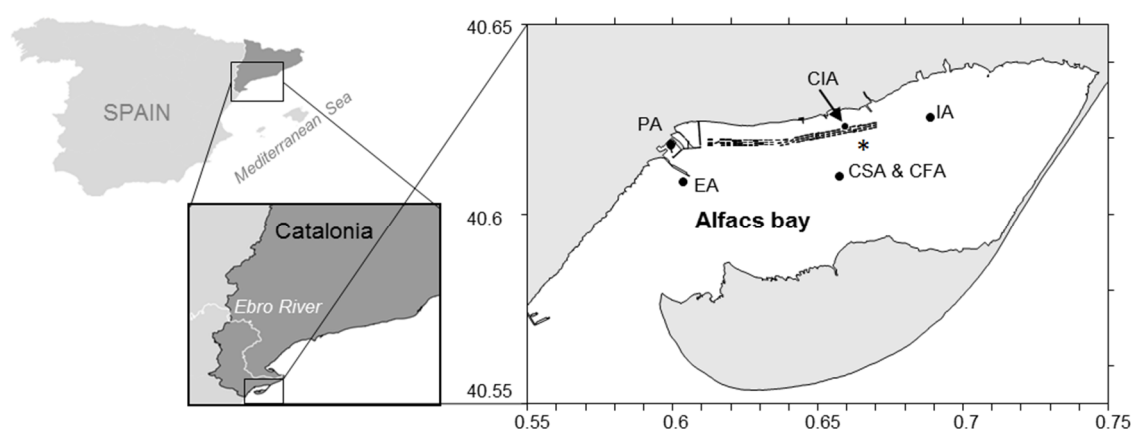 SPAIN
Mediterranean Sea
Catalonia
Ebro River
40.65
40.6
40.55
0.55
0.6
0.65
0.7
0.75
CIA
PA
IA
*
EA
CSA & CFA
Alfacs bay